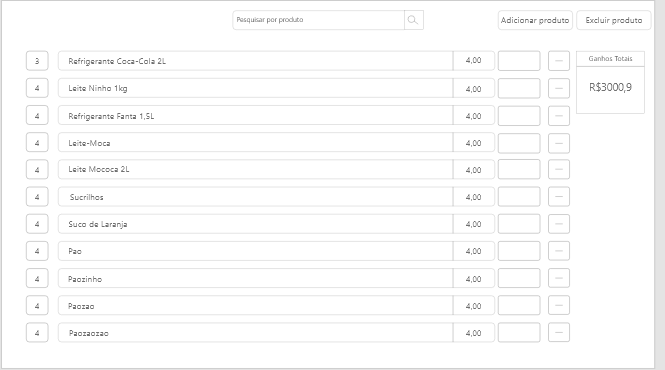 Pesquisar por produto
Adicionar produto
Excluir produto
3 Refrigerante Coca-Cola 2L 4,00 —
Ganhos Totais
4 Leite Ninho 1kg 4,00 —
R$3000,9
4 Refrigerante Fanta 1,5L 4,00 —
4 Leite-Moca 4,00 —
4 Leite Mococa 2L 4,00 —
4 Sucrilhos 4,00 —
4 Suco de Laranja 4,00 —
4 Pao 4,00 —
4 Paozinho 4,00 —
4 Paozao 4,00 —
4 Paozaozao 4,00 —